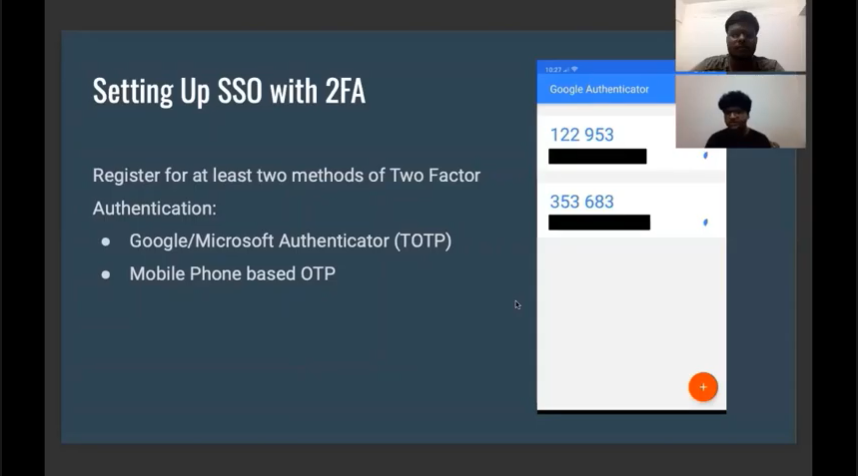 Setting Up SSO with 2FA
Register for at least two methods of Two Factor
Authentication:
● Google/Microsoft Authenticator (TOTP)
● Mobile Phone based OTP
10:27
Google Authenticator
122 953
353 683
+